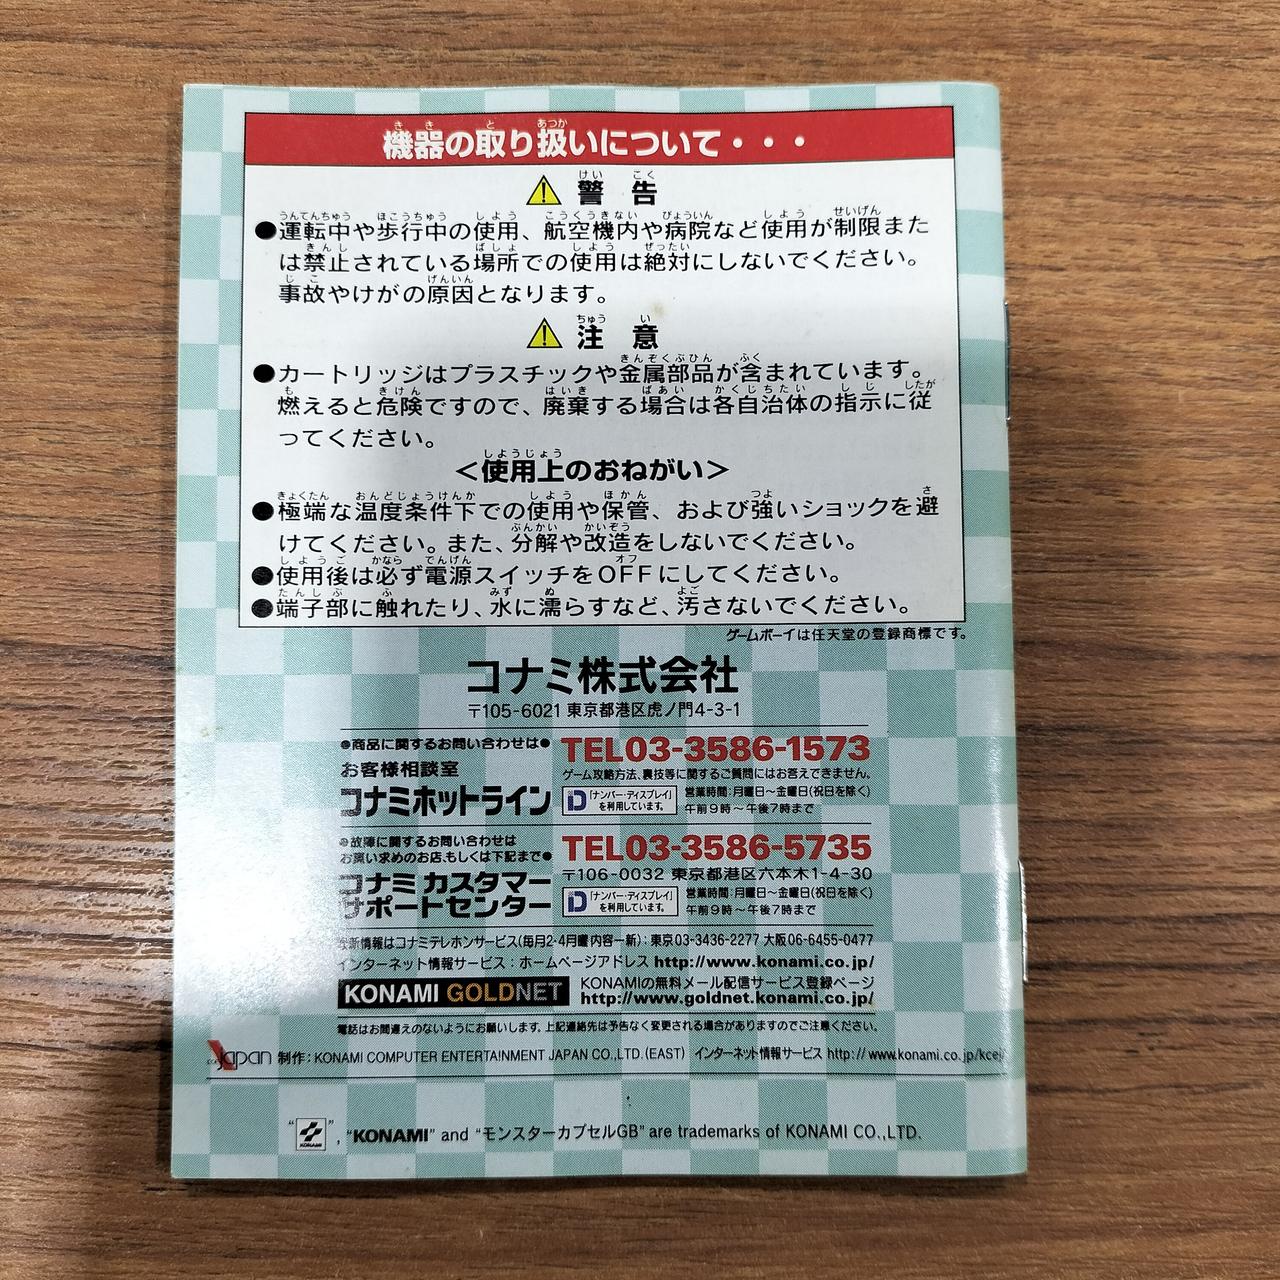 機器の取り扱いについて・・・
⚠ 警告
●運転中や歩行中の使用、航空機内や病院など使用が制限また
は禁止されている場所での使用は絶対にしないでください。
事故やけがの原因となります。
⚠ 注意
●カートリッジはプラスチックや金属部品が含まれています。
燃えると危険ですので、廃棄する場合は各自治体の指示に従
ってください。
＜使用上のおねがい＞
●極端な温度条件下での使用や保管、および強いショックを避
けてください。また、分解や改造をしないでください。
●使用後は必ず電源スイッチをOFFにしてください。
●端子部に触れたり、水に濡らすなど、汚さないでください。
ゲームボーイは任天堂の登録商標です。
コナミ株式会社
〒105-6021 東京都港区虎ノ門4-3-1
●商品に関するお問い合わせは●
お客様相談室
コナミホットライン
TEL03-3586-1573
ゲーム攻略方法、裏技等に関するご質問にはお答えできません。
「ナンバー・ディスプレイ」を利用しています。
営業時間：月曜日～金曜日(祝日を除く)
午前9時～午後7時まで
●故障に関するお問い合わせは
お買い求めのお店、もしくは下記まで●
コナミ カスタマー
サポートセンター
TEL03-3586-5735
〒106-0032 東京都港区六本木1-4-30
「ナンバー・ディスプレイ」を利用しています。
営業時間：月曜日～金曜日(祝日を除く)
午前9時～午後7時まで
最新情報はコナミテレホンサービス(毎月2・4月曜内容一新)：東京03-3436-2277 大阪06-6455-0477
インターネット情報サービス：ホームページアドレス http://www.konami.co.jp/
KONAMI GOLDNET
KONAMIの無料メール配信サービス登録ページ
http://www.goldnet.konami.co.jp/
電話はお間違えのないようにお願いします。上記連絡先は予告なく変更される場合がありますのでご注意ください。
Japan 制作：KONAMI COMPUTER ENTERTAINMENT JAPAN CO.,LTD.(EAST) インターネット情報サービス http://www.konami.co.jp/kcej/
"KONAMI", "KONAMI" and "モンスターカプセルGB" are trademarks of KONAMI CO.,LTD.